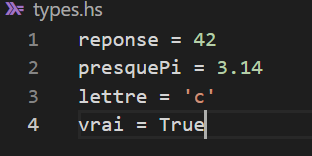 types.hs
1 reponse = 42
2 presquePi = 3.14
3 lettre = 'c'
4 vrai = True